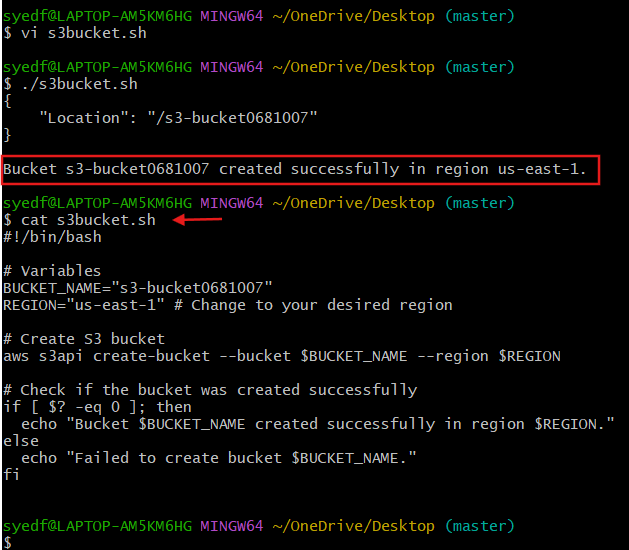 syedf@LAPTOP-AM5KM6HG MINGW64 ~/OneDrive/Desktop (master)
$ vi s3bucket.sh
syedf@LAPTOP-AM5KM6HG MINGW64 ~/OneDrive/Desktop (master)
$ ./s3bucket.sh
{
    "Location": "/s3-bucket0681007"
}
Bucket s3-bucket0681007 created successfully in region us-east-1.
syedf@LAPTOP-AM5KM6HG MINGW64 ~/OneDrive/Desktop (master)
$ cat s3bucket.sh
#!/bin/bash
# Variables
BUCKET_NAME="s3-bucket0681007"
REGION="us-east-1" # Change to your desired region
# Create S3 bucket
aws s3api create-bucket --bucket $BUCKET_NAME --region $REGION
# Check if the bucket was created successfully
if [ $? -eq 0 ]; then
  echo "Bucket $BUCKET_NAME created successfully in region $REGION."
else
  echo "Failed to create bucket $BUCKET_NAME."
fi
syedf@LAPTOP-AM5KM6HG MINGW64 ~/OneDrive/Desktop (master)
$